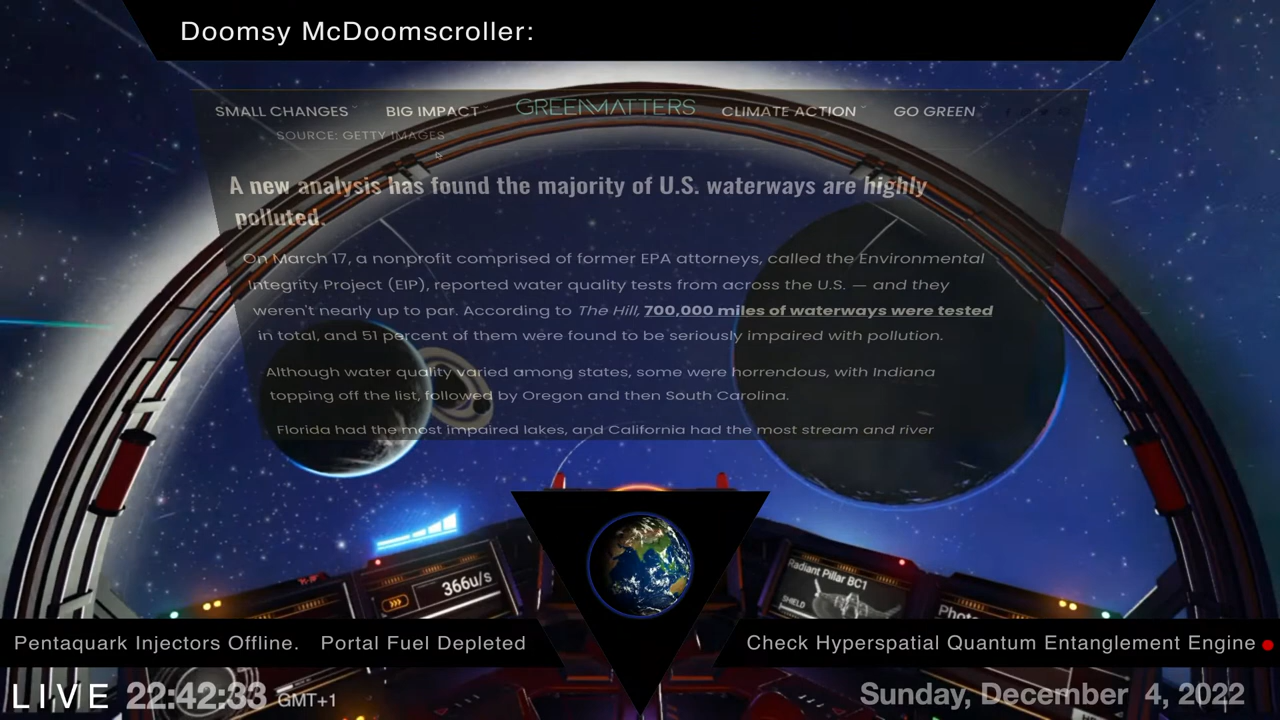 Doomsy McDoomscroller:
SMALL CHANGES BIG IMPACT GREENMATTERS CLIMATE ACTION GO GREEN
SOURCE: GETTY IMAGES
A new analysis has found the majority of U.S. waterways are highly
polluted.
On March 17, a nonprofit comprised of former EPA attorneys, called the Environmental
Integrity Project (EIP), reported water quality tests from across the U.S. — and they
weren't nearly up to par. According to The Hill, 700,000 miles of waterways were tested
in total, and 51 percent of them were found to be seriously impaired with pollution.
Although water quality varied among states, some were horrendous, with Indiana
topping off the list, followed by Oregon and then South Carolina.
Florida had the most impaired lakes, and California had the most stream and river
366u/s
Radiant Pillar BC1
SHIELD
Phot
Pentaquark Injectors Offline. Portal Fuel Depleted
Check Hyperspatial Quantum Entanglement Engine
LIVE 22:42:33 GMT+1
Sunday, December 4, 2022